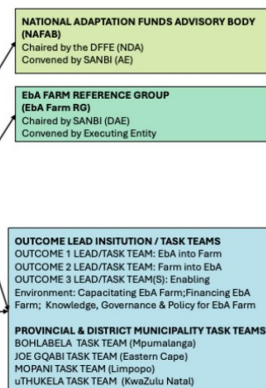 NATIONAL ADAPTATION FUNDS ADVISORY BODY
(NAFAB)
Chaired by the DFFE (NDA)
Convened by SANBI (AE)
EbA FARM REFERENCE GROUP
(EbA Farm RG)
Chaired by SANBI (DAE)
Convened by Executing Entity
OUTCOME LEAD INSITUTION / TASK TEAMS
OUTCOME 1 LEAD/TASK TEAM: EbA into Farm
OUTCOME 2 LEAD/TASK TEAM: Farm into EbA
OUTCOME 3 LEAD/TASK TEAM(S): Enabling
Environment: Capacitating EbA Farm;Financing EbA
Farm; Knowledge, Governance & Policy for EbA Farm
PROVINCIAL & DISTRICT MUNICIPALITY TASK TEAMS
BOHLABELA TASK TEAM (Mpumalanga)
JOE GQABI TASK TEAM (Eastern Cape)
MOPANI TASK TEAM (Limpopo)
uTHUKELA TASK TEAM (KwaZulu Natal)